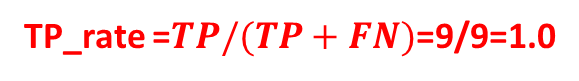 TP_rate =TP/(TP + FN)=9/9=1.0